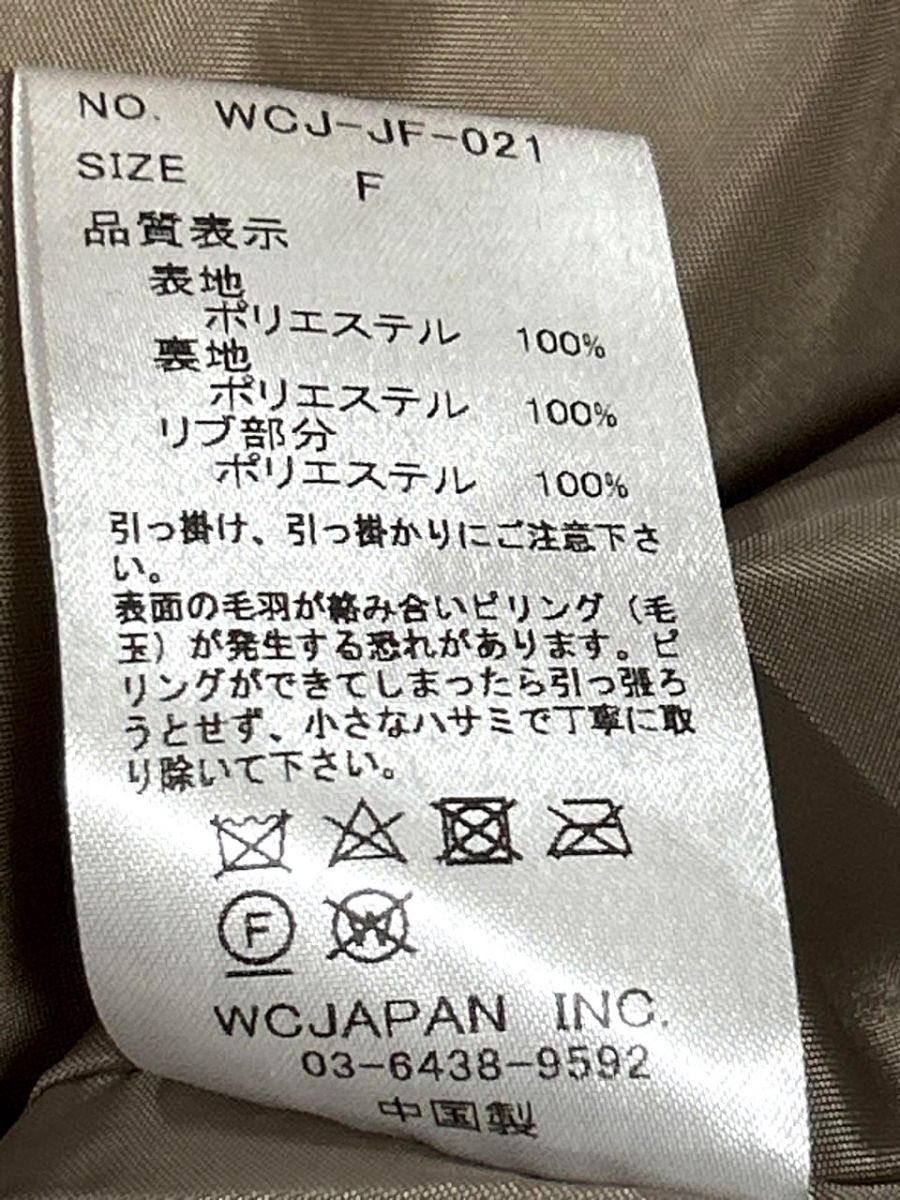 NO. WCJ-JF-021
SIZE F
品質表示
表地
ポリエステル 100%
裏地
ポリエステル 100%
リブ部分
ポリエステル 100%
引っ掛け、引っ掛かりにご注意下さ
い。
表面の毛羽が絡み合いピリング（毛
玉）が発生する恐れがあります。ピ
リングができてしまったら引っ張ろ
うとせず、小さなハサミで丁寧に取
り除いて下さい。
F
W
WCJAPAN INC.
03-6438-9592
中国製